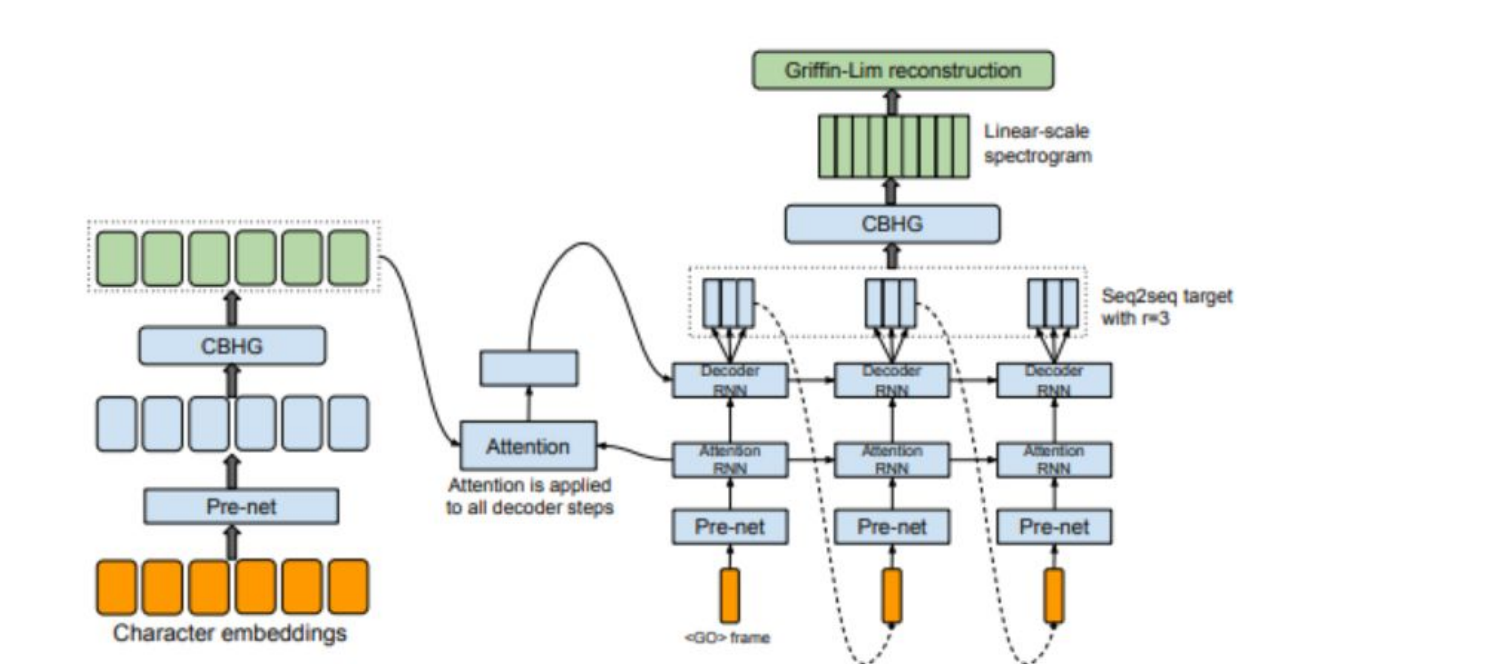 Griffin-Lim reconstruction
Linear-scale
spectrogram
CBHG
Seq2seq target
with r=3
CBHG
Decoder
RNN
Decoder
RNN
Decoder
RNN
Attention
Attention
RNN
Attention
RNN
Attention
RNN
Attention is applied
to all decoder steps
Pre-net
Pre-net
Pre-net
Pre-net
Character embeddings
<GO> frame